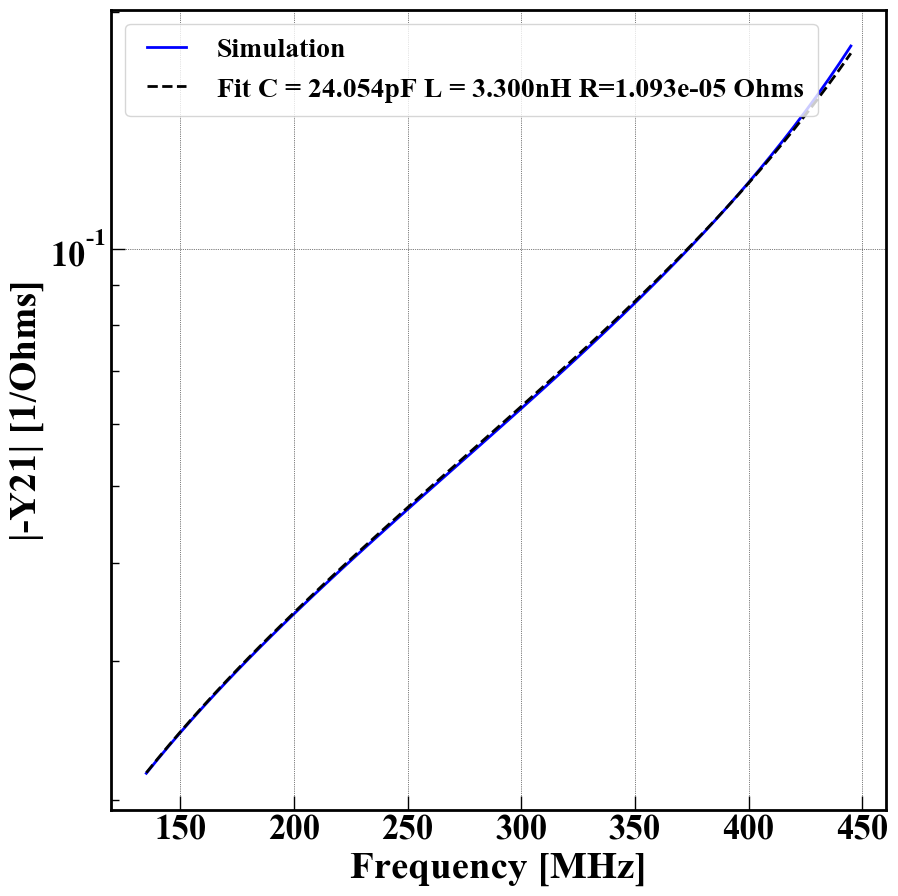 Simulation
Fit C = 24.054pF L = 3.300nH R=1.093e-05 Ohms
10^-1
|-Y21| [1/Ohms]
150 200 250 300 350 400 450
Frequency [MHz]